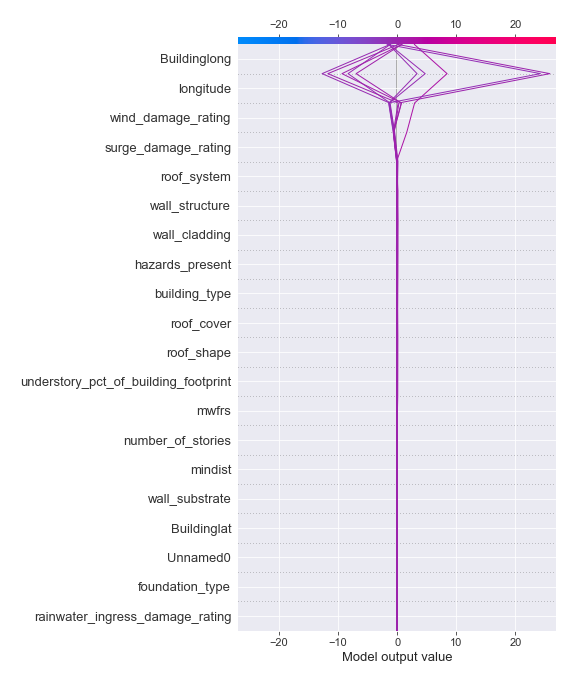 −20 −10 0 10 20
Buildinglong
longitude
wind_damage_rating
surge_damage_rating
roof_system
wall_structure
wall_cladding
hazards_present
building_type
roof_cover
roof_shape
understory_pct_of_building_footprint
mwfrs
number_of_stories
mindist
wall_substrate
Buildinglat
Unnamed0
foundation_type
rainwater_ingress_damage_rating
−20 −10 0 10 20
Model output value